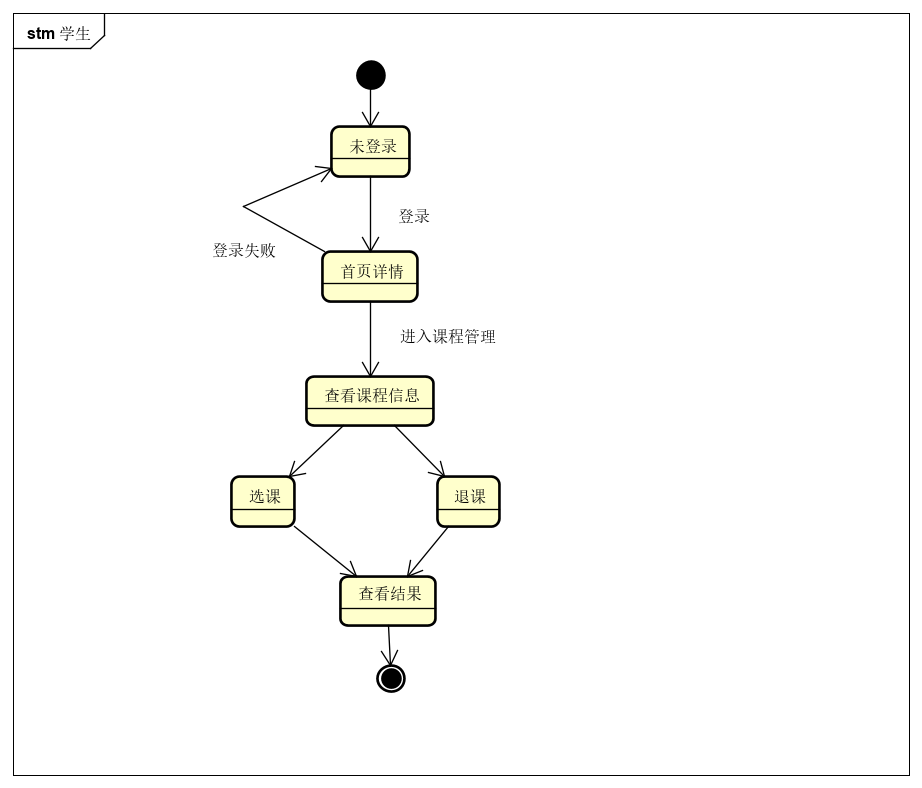 stm 学生
未登录
登录
登录失败
首页详情
进入课程管理
查看课程信息
选课
退课
查看结果